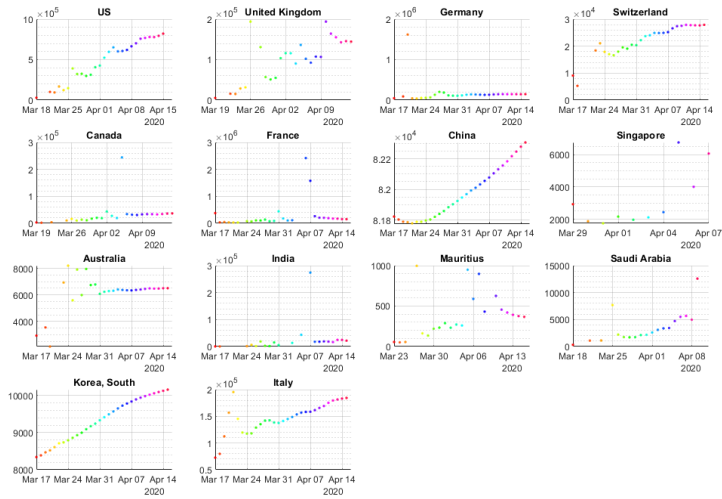 US
×10^5
10
5
0
Mar 18 Mar 25 Apr 01 Apr 08 Apr 15
2020
United Kingdom
×10^5
2
1
0
Mar 19 Mar 26 Apr 02 Apr 09
2020
Germany
×10^6
2
1
0
Mar 17 Mar 24 Mar 31 Apr 07 Apr 14
2020
Switzerland
×10^4
3
2
1
0
Mar 17 Mar 24 Mar 31 Apr 07 Apr 14
2020
Canada
×10^5
3
2
1
0
Mar 19 Mar 26 Apr 02 Apr 09
2020
France
×10^6
3
2
1
0
Mar 17 Mar 24 Mar 31 Apr 07 Apr 14
2020
China
×10^4
8.22
8.2
8.18
Mar 17 Mar 24 Mar 31 Apr 07 Apr 14
2020
Singapore
6000
4000
2000
Mar 29 Apr 01 Apr 04 Apr 07
2020
Australia
8000
6000
4000
Mar 17 Mar 24 Mar 31 Apr 07 Apr 14
2020
India
×10^5
3
2
1
0
Mar 17 Mar 24 Mar 31 Apr 07 Apr 14
2020
Mauritius
1000
500
0
Mar 23 Mar 30 Apr 06 Apr 13
2020
Saudi Arabia
15000
10000
5000
0
Mar 18 Mar 25 Apr 01 Apr 08
2020
Korea, South
10000
9000
8000
Mar 17 Mar 24 Mar 31 Apr 07 Apr 14
2020
Italy
×10^5
2
1.5
1
0.5
Mar 17 Mar 24 Mar 31 Apr 07 Apr 14
2020